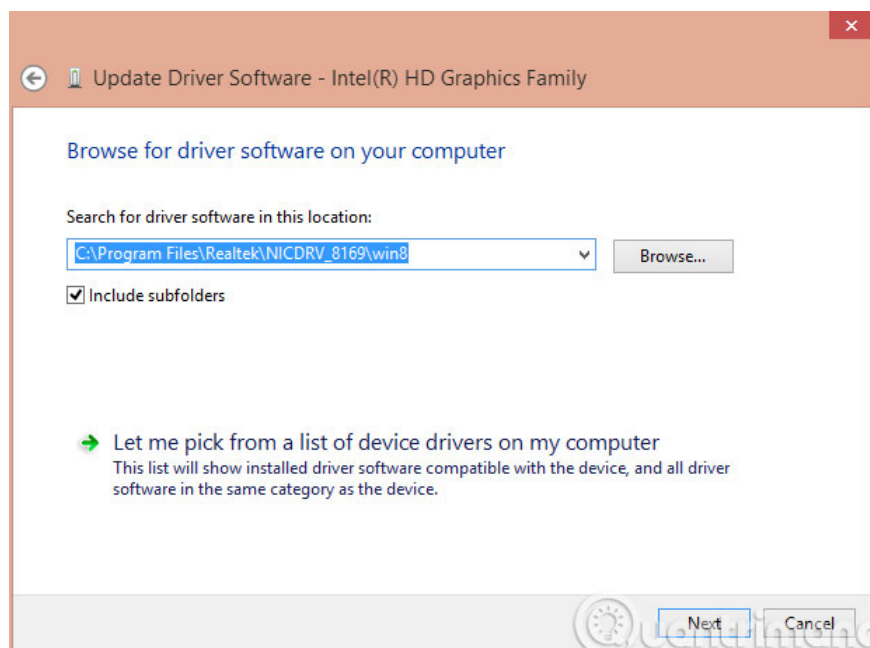 Update Driver Software - Intel(R) HD Graphics Family
Browse for driver software on your computer
Search for driver software in this location:
C:\Program Files\Realtek\NICDRV_8169\win8
Browse...
Include subfolders
Let me pick from a list of device drivers on my computer
This list will show installed driver software compatible with the device, and all driver
software in the same category as the device.
Next Cancel